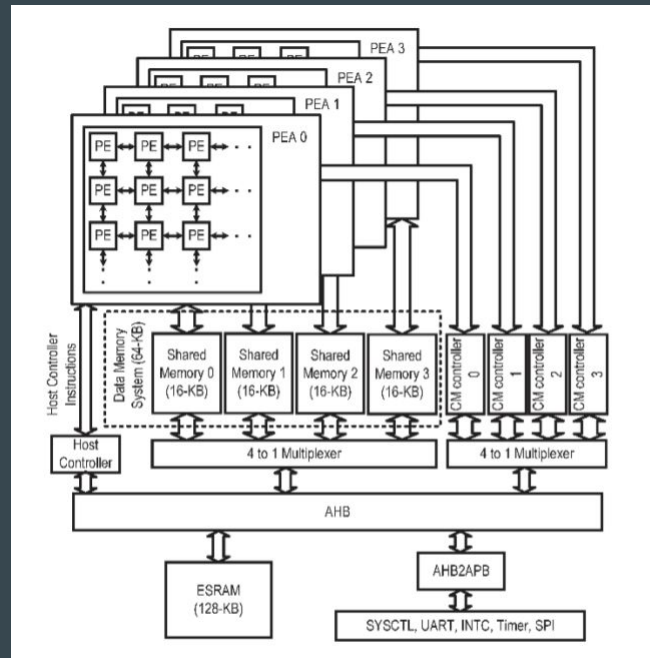 PEA 3
PEA 2
PEA 1
PEA 0
PE PE PE
PE PE PE
PE PE PE
Host Controller
Instructions
Data Memory
System (64-KB)
Shared
Memory 0
(16-KB)
Shared
Memory 1
(16-KB)
Shared
Memory 2
(16-KB)
Shared
Memory 3
(16-KB)
CM controller
0
CM controller
1
CM controller
2
CM controller
3
Host
Controller
4 to 1 Multiplexer
4 to 1 Multiplexer
AHB
ESRAM
(128-KB)
AHB2APB
SYSCTL, UART, INTC, Timer, SPI